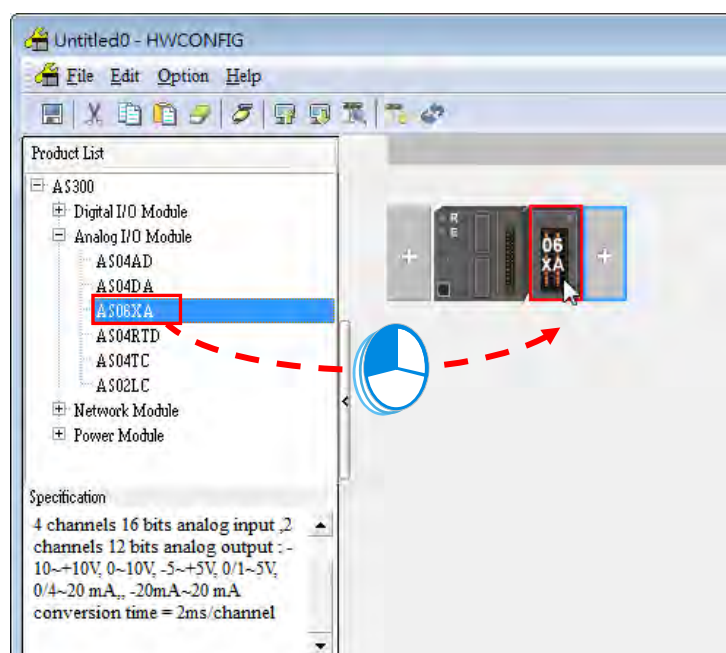 Untitled0 - HWCONFIG
File Edit Option Help
Product List
AS300
Digital I/O Module
Analog I/O Module
AS04AD
AS04DA
AS06XA
AS04RTD
AS04TC
AS02LC
Network Module
Power Module
R
E
06
XA
Specification
4 channels 16 bits analog input ,2
channels 12 bits analog output : -
10~+10V, 0~10V, -5~+5V, 0/1~5V,
0/4~20 mA,, -20mA~20 mA
conversion time = 2ms/channel